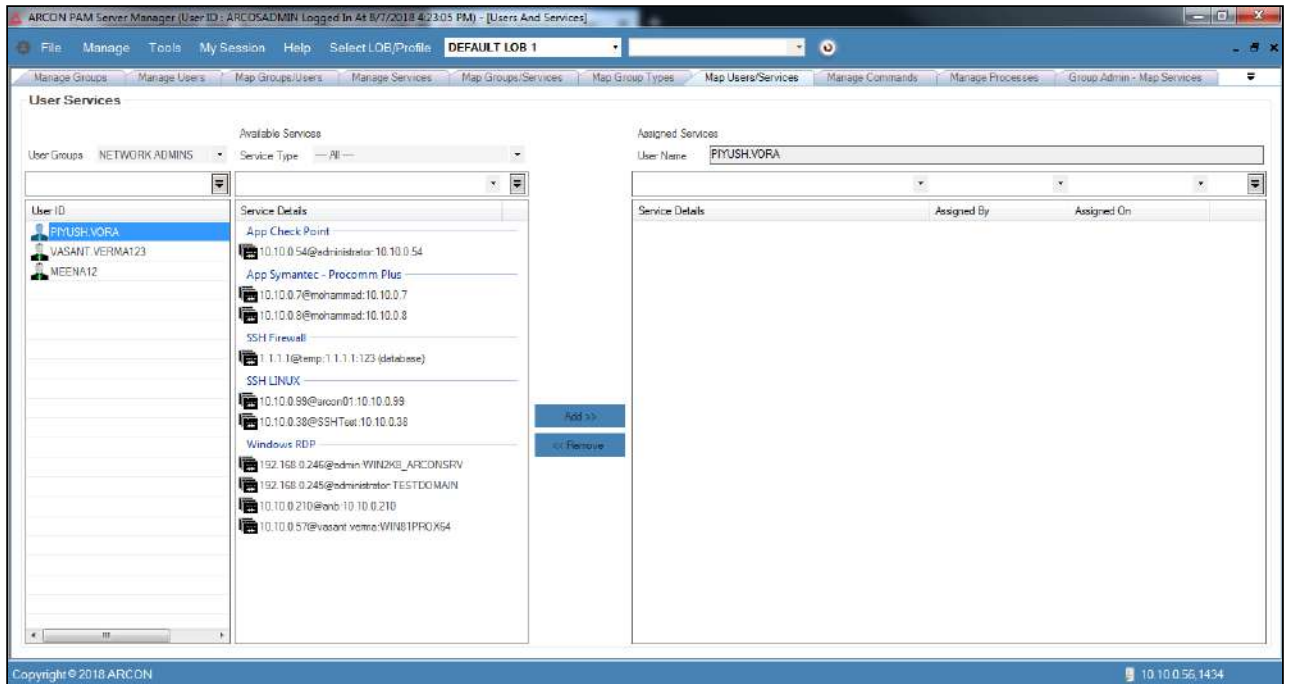 ARCON PAM Server Manager (User ID : ARCOSADMIN Logged In At 8/7/2018 4:23:05 PM) - [Users And Services]
File Manage Tools My Session Help Select LOB/Profile DEFAULT LOB 1
Manage Groups Manage Users Map Groups/Users Manage Services Map Groups/Services Map Group Types Map Users/Services Manage Commands Manage Processes Group Admin - Map Services
User Services
Available Services Assigned Services
User Groups NETWORK ADMINS Service Type --- All --- User Name PIYUSH.VORA
User ID Service Details Service Details Assigned By Assigned On
PIYUSH.VORA App Check Point
VASANT.VERMA123 10.10.0.54@administrator:10.10.0.54
MEENA12 App Symantec - Procomm Plus
10.10.0.7@mohammad:10.10.0.7
10.10.0.8@mohammad:10.10.0.8
SSH Firewall
1.1.1.1@temp:1.1.1.1:123 (database)
SSH LINUX
10.10.0.99@arcon01:10.10.0.99
10.10.0.38@SSHTest:10.10.0.38
Add >>
Windows RDP << Remove
192.168.0.246@admin:WIN2K8_ARCONSRV
192.168.0.245@administrator:TESTDOMAIN
10.10.0.210@anb:10.10.0.210
10.10.0.57@vasant.verma:WIN81PROX64
Copyright © 2018 ARCON 10.10.0.56,1434